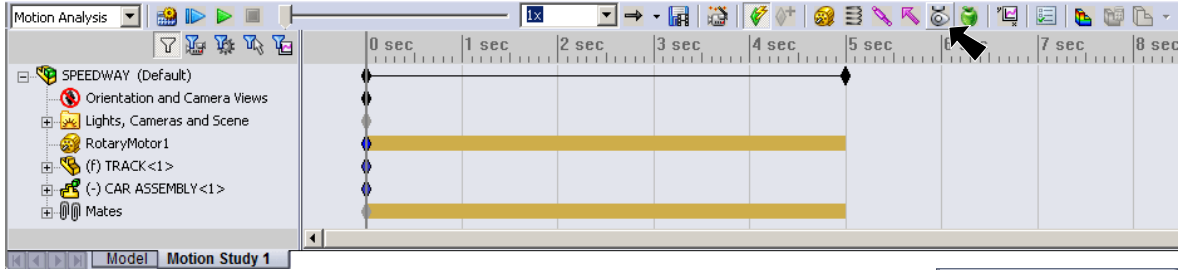 Motion Analysis 1x
0 sec 1 sec 2 sec 3 sec 4 sec 5 sec 7 sec 8 sec
SPEEDWAY (Default)
Orientation and Camera Views
Lights, Cameras and Scene
RotaryMotor1
(f) TRACK<1>
(-) CAR ASSEMBLY<1>
Mates
Model Motion Study 1